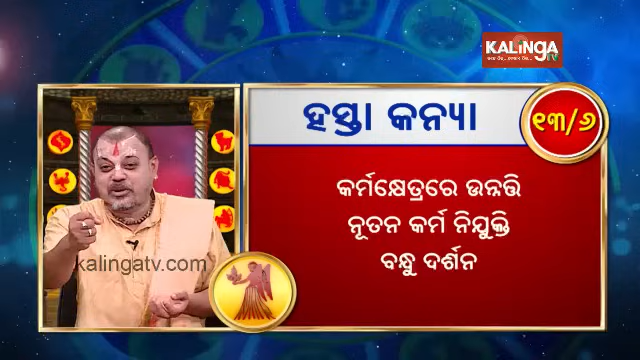 KALINGA TV
ହସ୍ତା କନ୍ୟା
୧୩/୬
କର୍ମକ୍ଷେତ୍ରରେ ଉନ୍ନତ୍ତି
ନୂତନ କର୍ମ ନିଯୁକ୍ତି
ବନ୍ଧୁ ଦର୍ଶନ
kalingatv.com